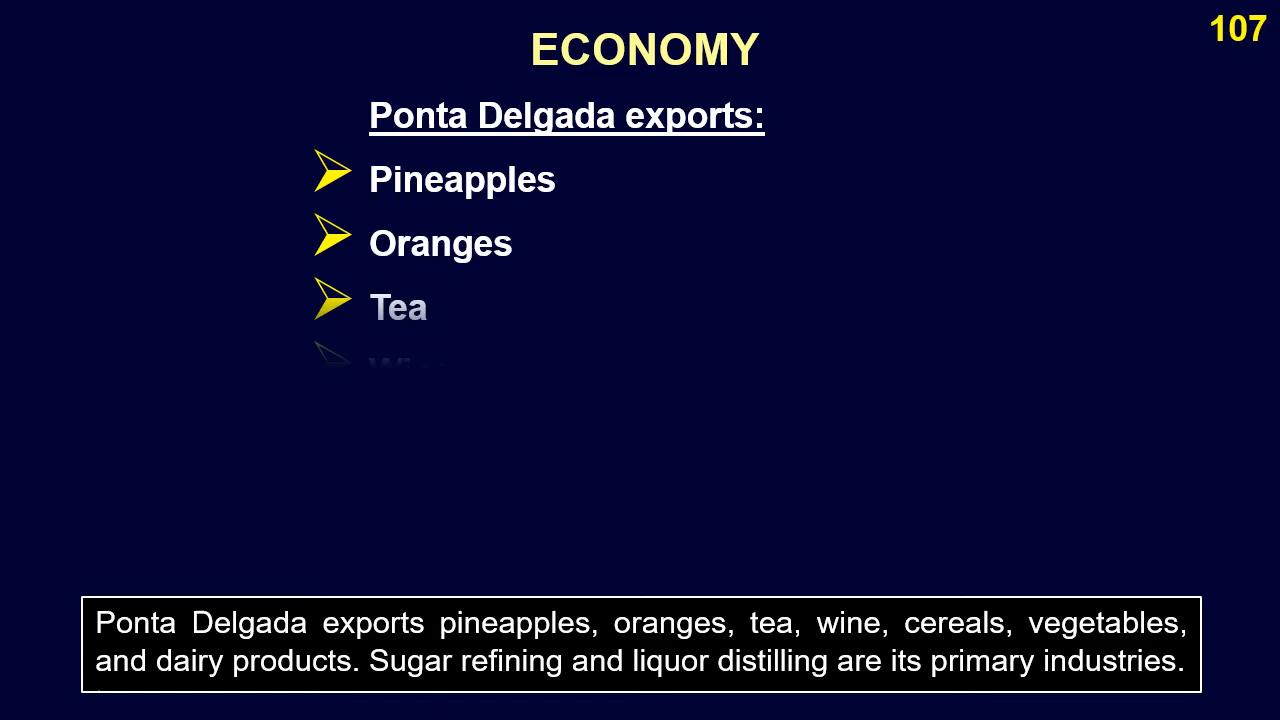 107
ECONOMY
Ponta Delgada exports:
Pineapples
Oranges
Tea
Ponta Delgada exports pineapples, oranges, tea, wine, cereals, vegetables,
and dairy products. Sugar refining and liquor distilling are its primary industries.